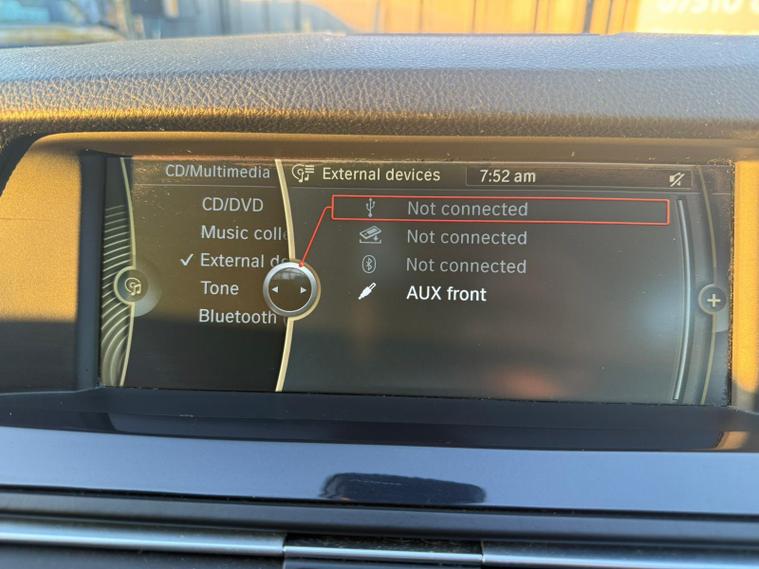 CD/Multimedia
External devices
7:52 am
CD/DVD
Music colle
External de
Tone
Bluetooth
Not connected
Not connected
Not connected
AUX front